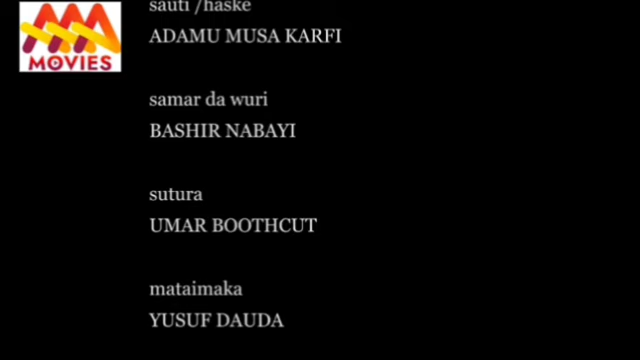 MOVIES
sauti /haske
ADAMU MUSA KARFI
samar da wuri
BASHIR NABAYI
sutura
UMAR BOOTHCUT
mataimaka
YUSUF DAUDA